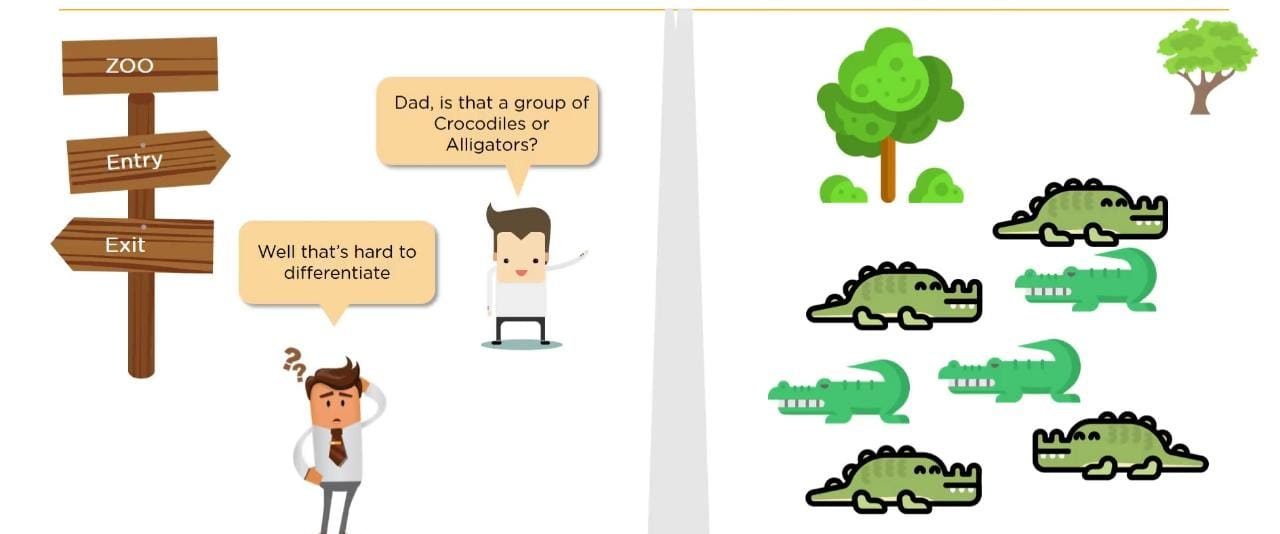 ZOO
Entry
Exit
Dad, is that a group of
Crocodiles or
Alligators?
Well that's hard to
differentiate
??